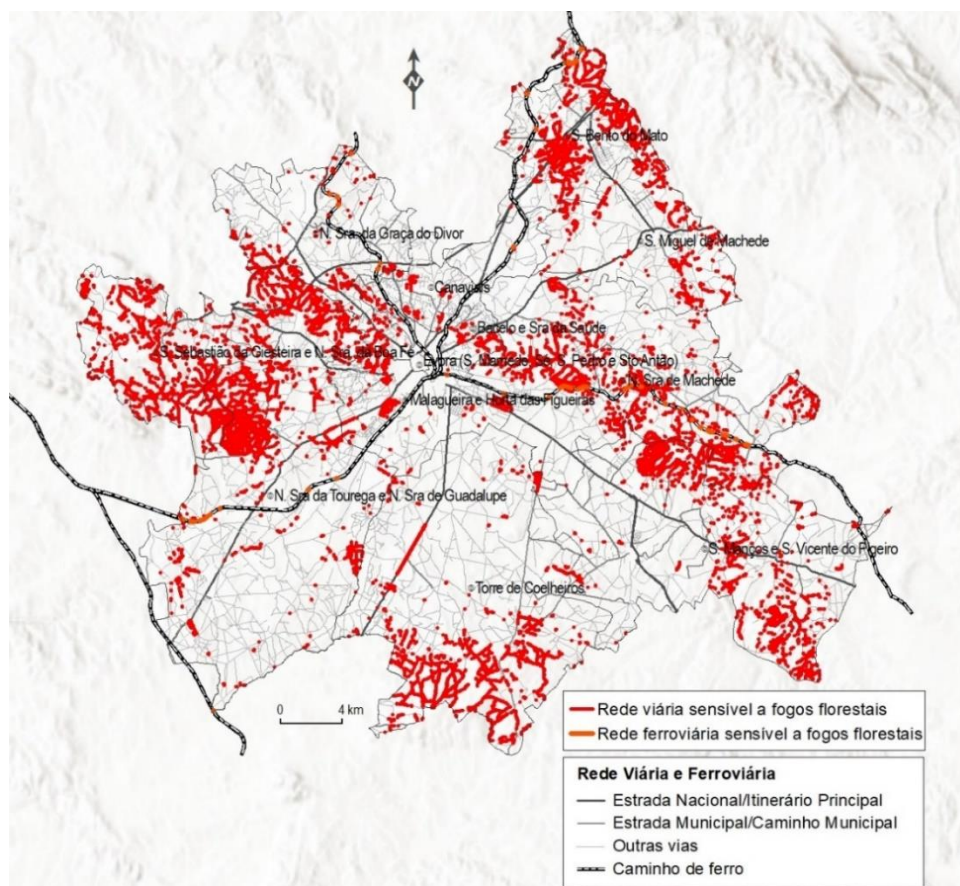 N
S. Bento do Mato
N. Sra. da Graça do Divor
S. Miguel de Machede
Canaviais
Bacelo e Sra da Saúde
S. Sebastião da Giesteira e N. Sra. da Boa Fé
Évora (S. Mamede, Sé, S. Pedro e Sto Antão)
N. Sra de Machede
Malagueira e Horta das Figueiras
N. Sra da Tourega e N. Sra de Guadalupe
S. Manços e S. Vicente do Pigeiro
Torre de Coelheiros
0 4 km
Rede viária sensível a fogos florestais
Rede ferroviária sensível a fogos florestais
Rede Viária e Ferroviária
Estrada Nacional/Itinerário Principal
Estrada Municipal/Caminho Municipal
Outras vias
Caminho de ferro